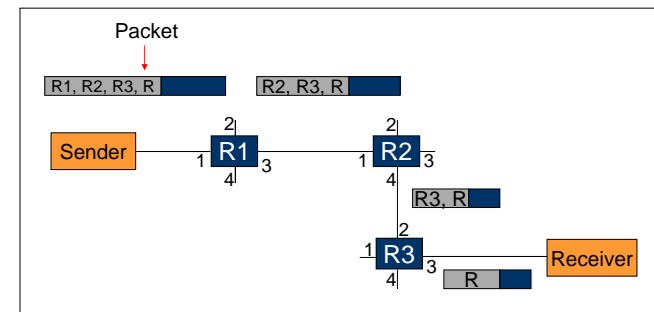 Packet
R1, R2, R3, R
R2, R3, R
2
2
Sender
1
R1
3
1
R2
3
4
4
R3, R
2
1
R3
3
Receiver
4
R